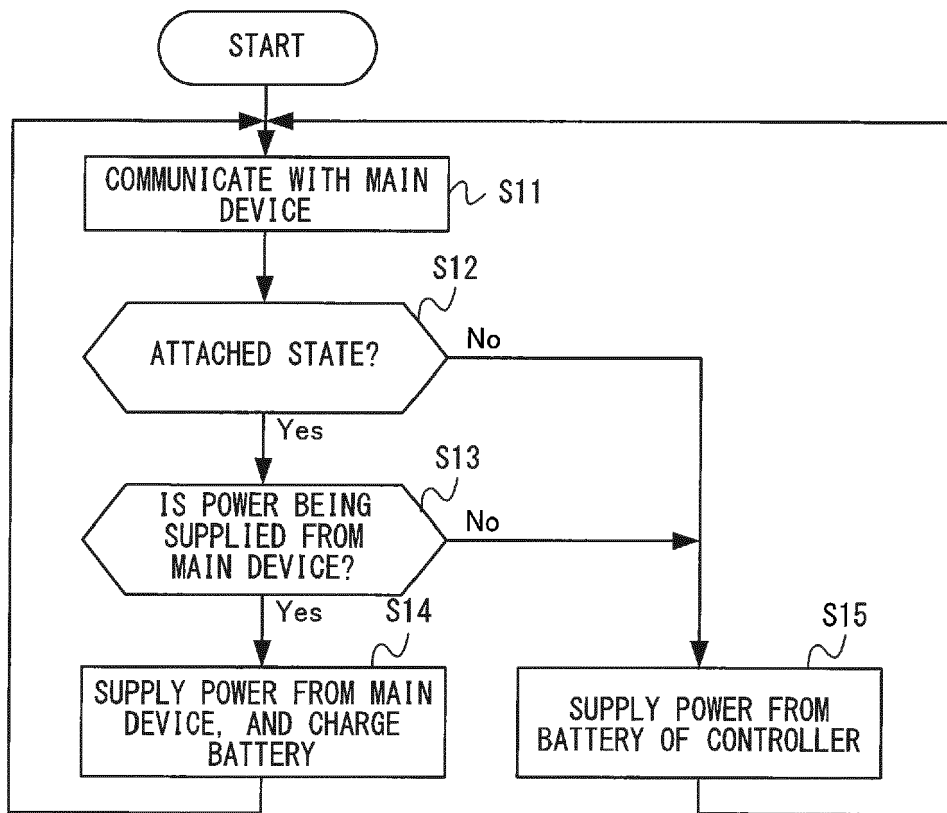 START
COMMUNICATE WITH MAIN
DEVICE
S11
S12
ATTACHED STATE?
No
Yes
S13
IS POWER BEING
SUPPLIED FROM
MAIN DEVICE?
No
Yes
S14
SUPPLY POWER FROM MAIN
DEVICE, AND CHARGE
BATTERY
S15
SUPPLY POWER FROM
BATTERY OF CONTROLLER